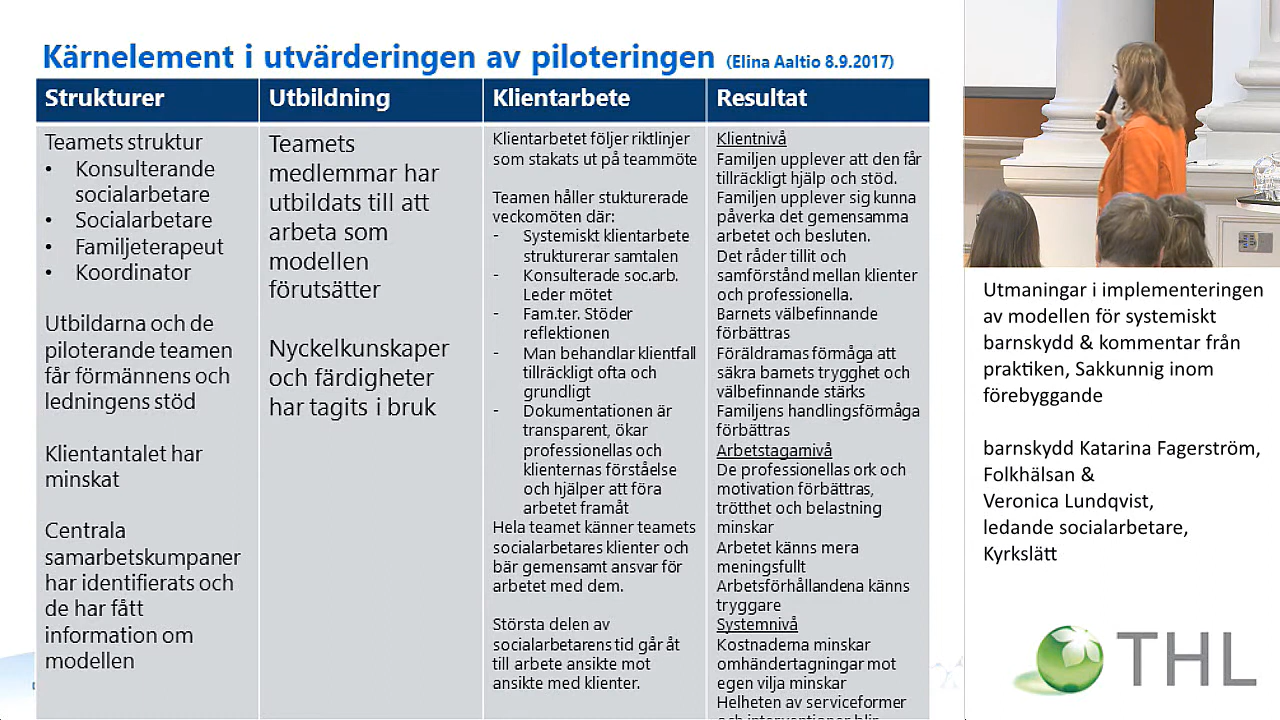 Kärnelement i utvärderingen av piloteringen (Elina Aaltio 8.9.2017)
Strukturer
Teamets struktur
• Konsulterande
socialarbetare
• Socialarbetare
• Familjeterapeut
• Koordinator
Utbildarna och de
piloterande teamen
får förmännens och
ledningens stöd
Klientantalet har
minskat
Centrala
samarbetskumpaner
har identifierats och
de har fått
information om
modellen
Utbildning
Teamets
medlemmar har
utbildats till att
arbeta som
modellen
förutsätter
Nyckelkunskaper
och färdigheter
har tagits i bruk
Klientarbete
Klientarbetet följer riktlinjer
som stakats ut på teammöte
Teamen håller stukturerade
veckomöten där:
- Systemiskt klientarbete
strukturerar samtalen
- Konsulterade soc.arb.
Leder mötet
- Fam.ter. Stöder
reflektionen
- Man behandlar klientfall
tillräckligt ofta och
grundligt
- Dokumentationen är
transparent, ökar
professionellas och
klienternas förståelse
och hjälper att föra
arbetet framåt
Hela teamet känner teamets
socialarbetares klienter och
bär gemensamt ansvar för
arbetet med dem.
Största delen av
socialarbetarens tid går åt
till arbete ansikte mot
ansikte med klienter.
Resultat
Klientnivå
Familjen upplever att den får
tillräckligt hjälp och stöd.
Familjen upplever sig kunna
påverka det gemensamma
arbetet och besluten.
Det råder tillit och
samförstånd mellan klienter
och professionella.
Barnets välbefinnande
förbättras
Föräldrarnas förmåga att
säkra barnets trygghet och
välbefinnande stärks
Familjens handlingsförmåga
förbättras
Arbetstagarnivå
De professionellas ork och
motivation förbättras,
trötthet och belastning
minskar
Arbetet känns mera
meningsfullt
Arbetsförhållandena känns
tryggare
Systemnivå
Kostnaderna minskar
omhändertagningar mot
egen vilja minskar
Helheten av serviceformer
och interventioner blir
Utmaningar i implementeringen
av modellen för systemiskt
barnskydd & kommentar från
praktiken, Sakkunnig inom
förebyggande
barnskydd Katarina Fagerström,
Folkhälsan &
Veronica Lundqvist,
ledande socialarbetare,
Kyrkslätt
THL